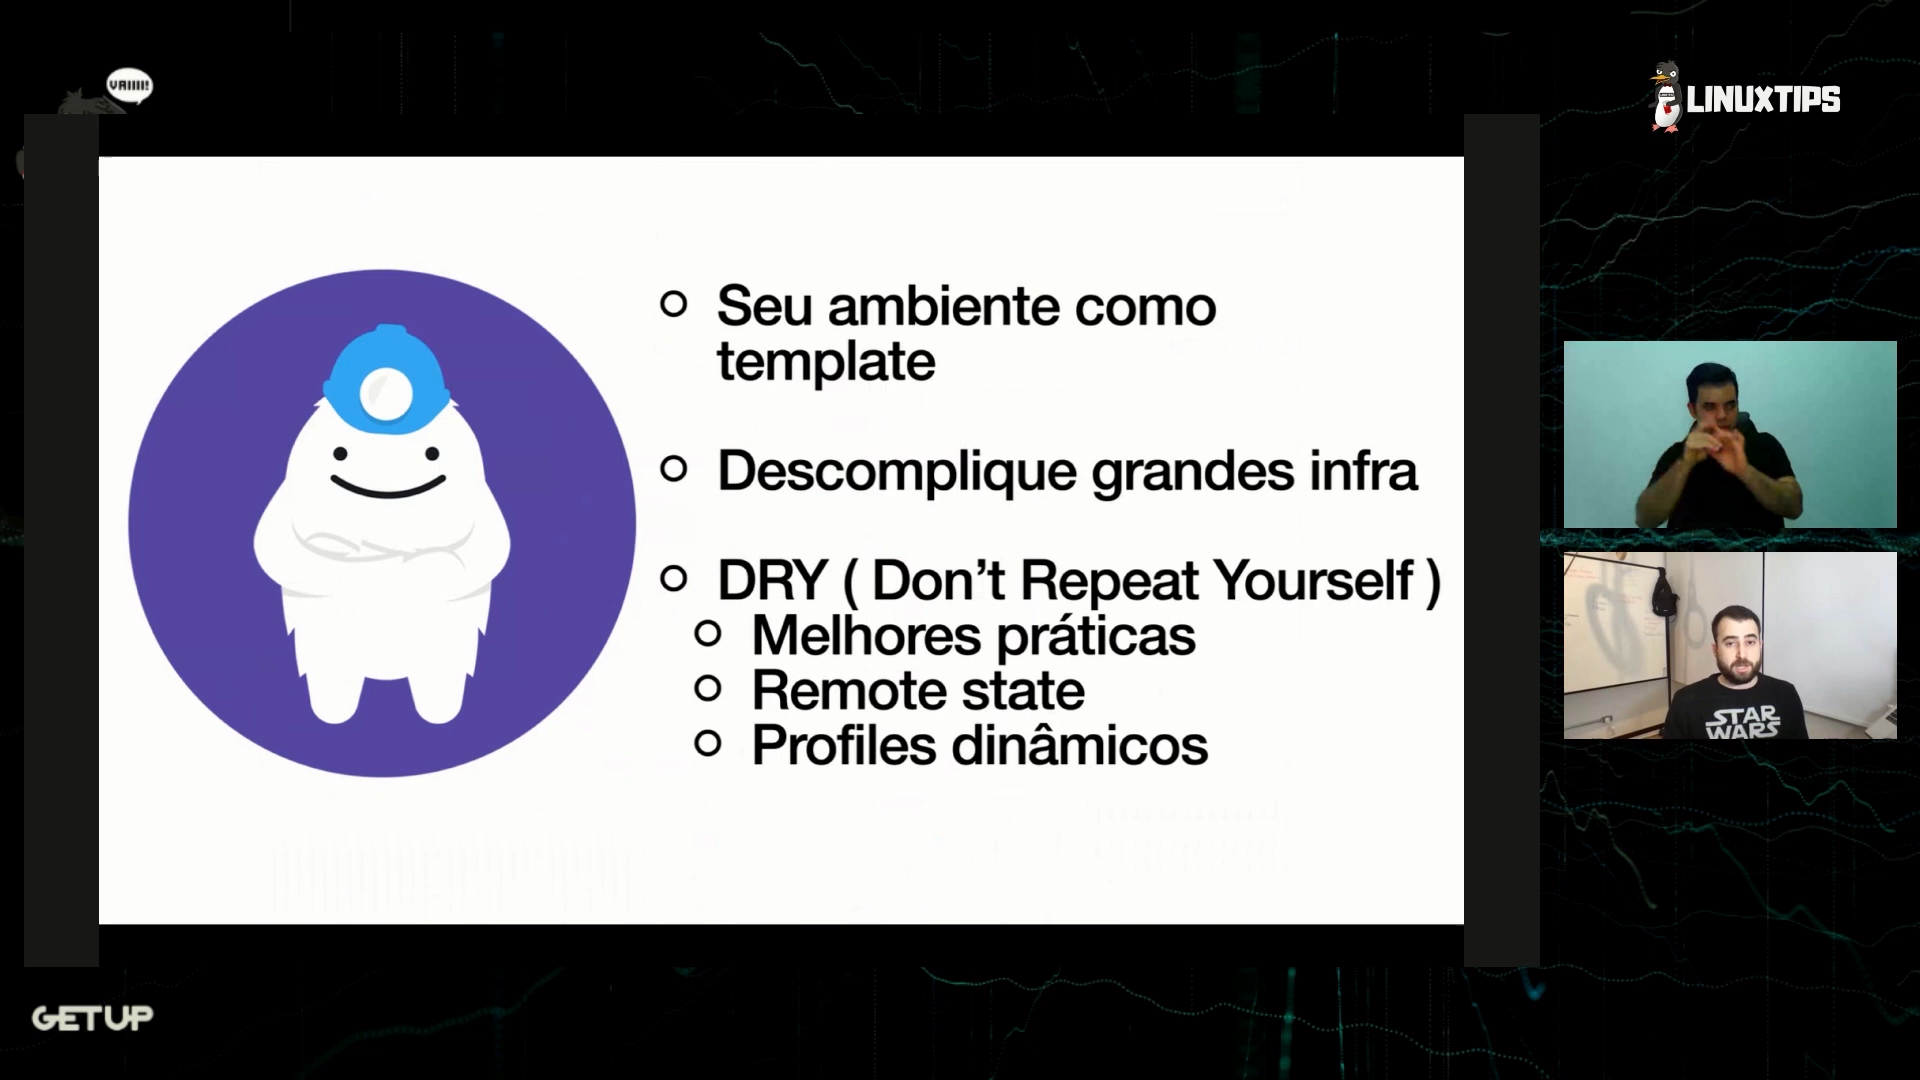 VAIIIII!
LINUXTIPS
Seu ambiente como
template
Descomplique grandes infra
DRY ( Don’t Repeat Yourself )
Melhores práticas
Remote state
Profiles dinâmicos
STAR
WARS
GETUP